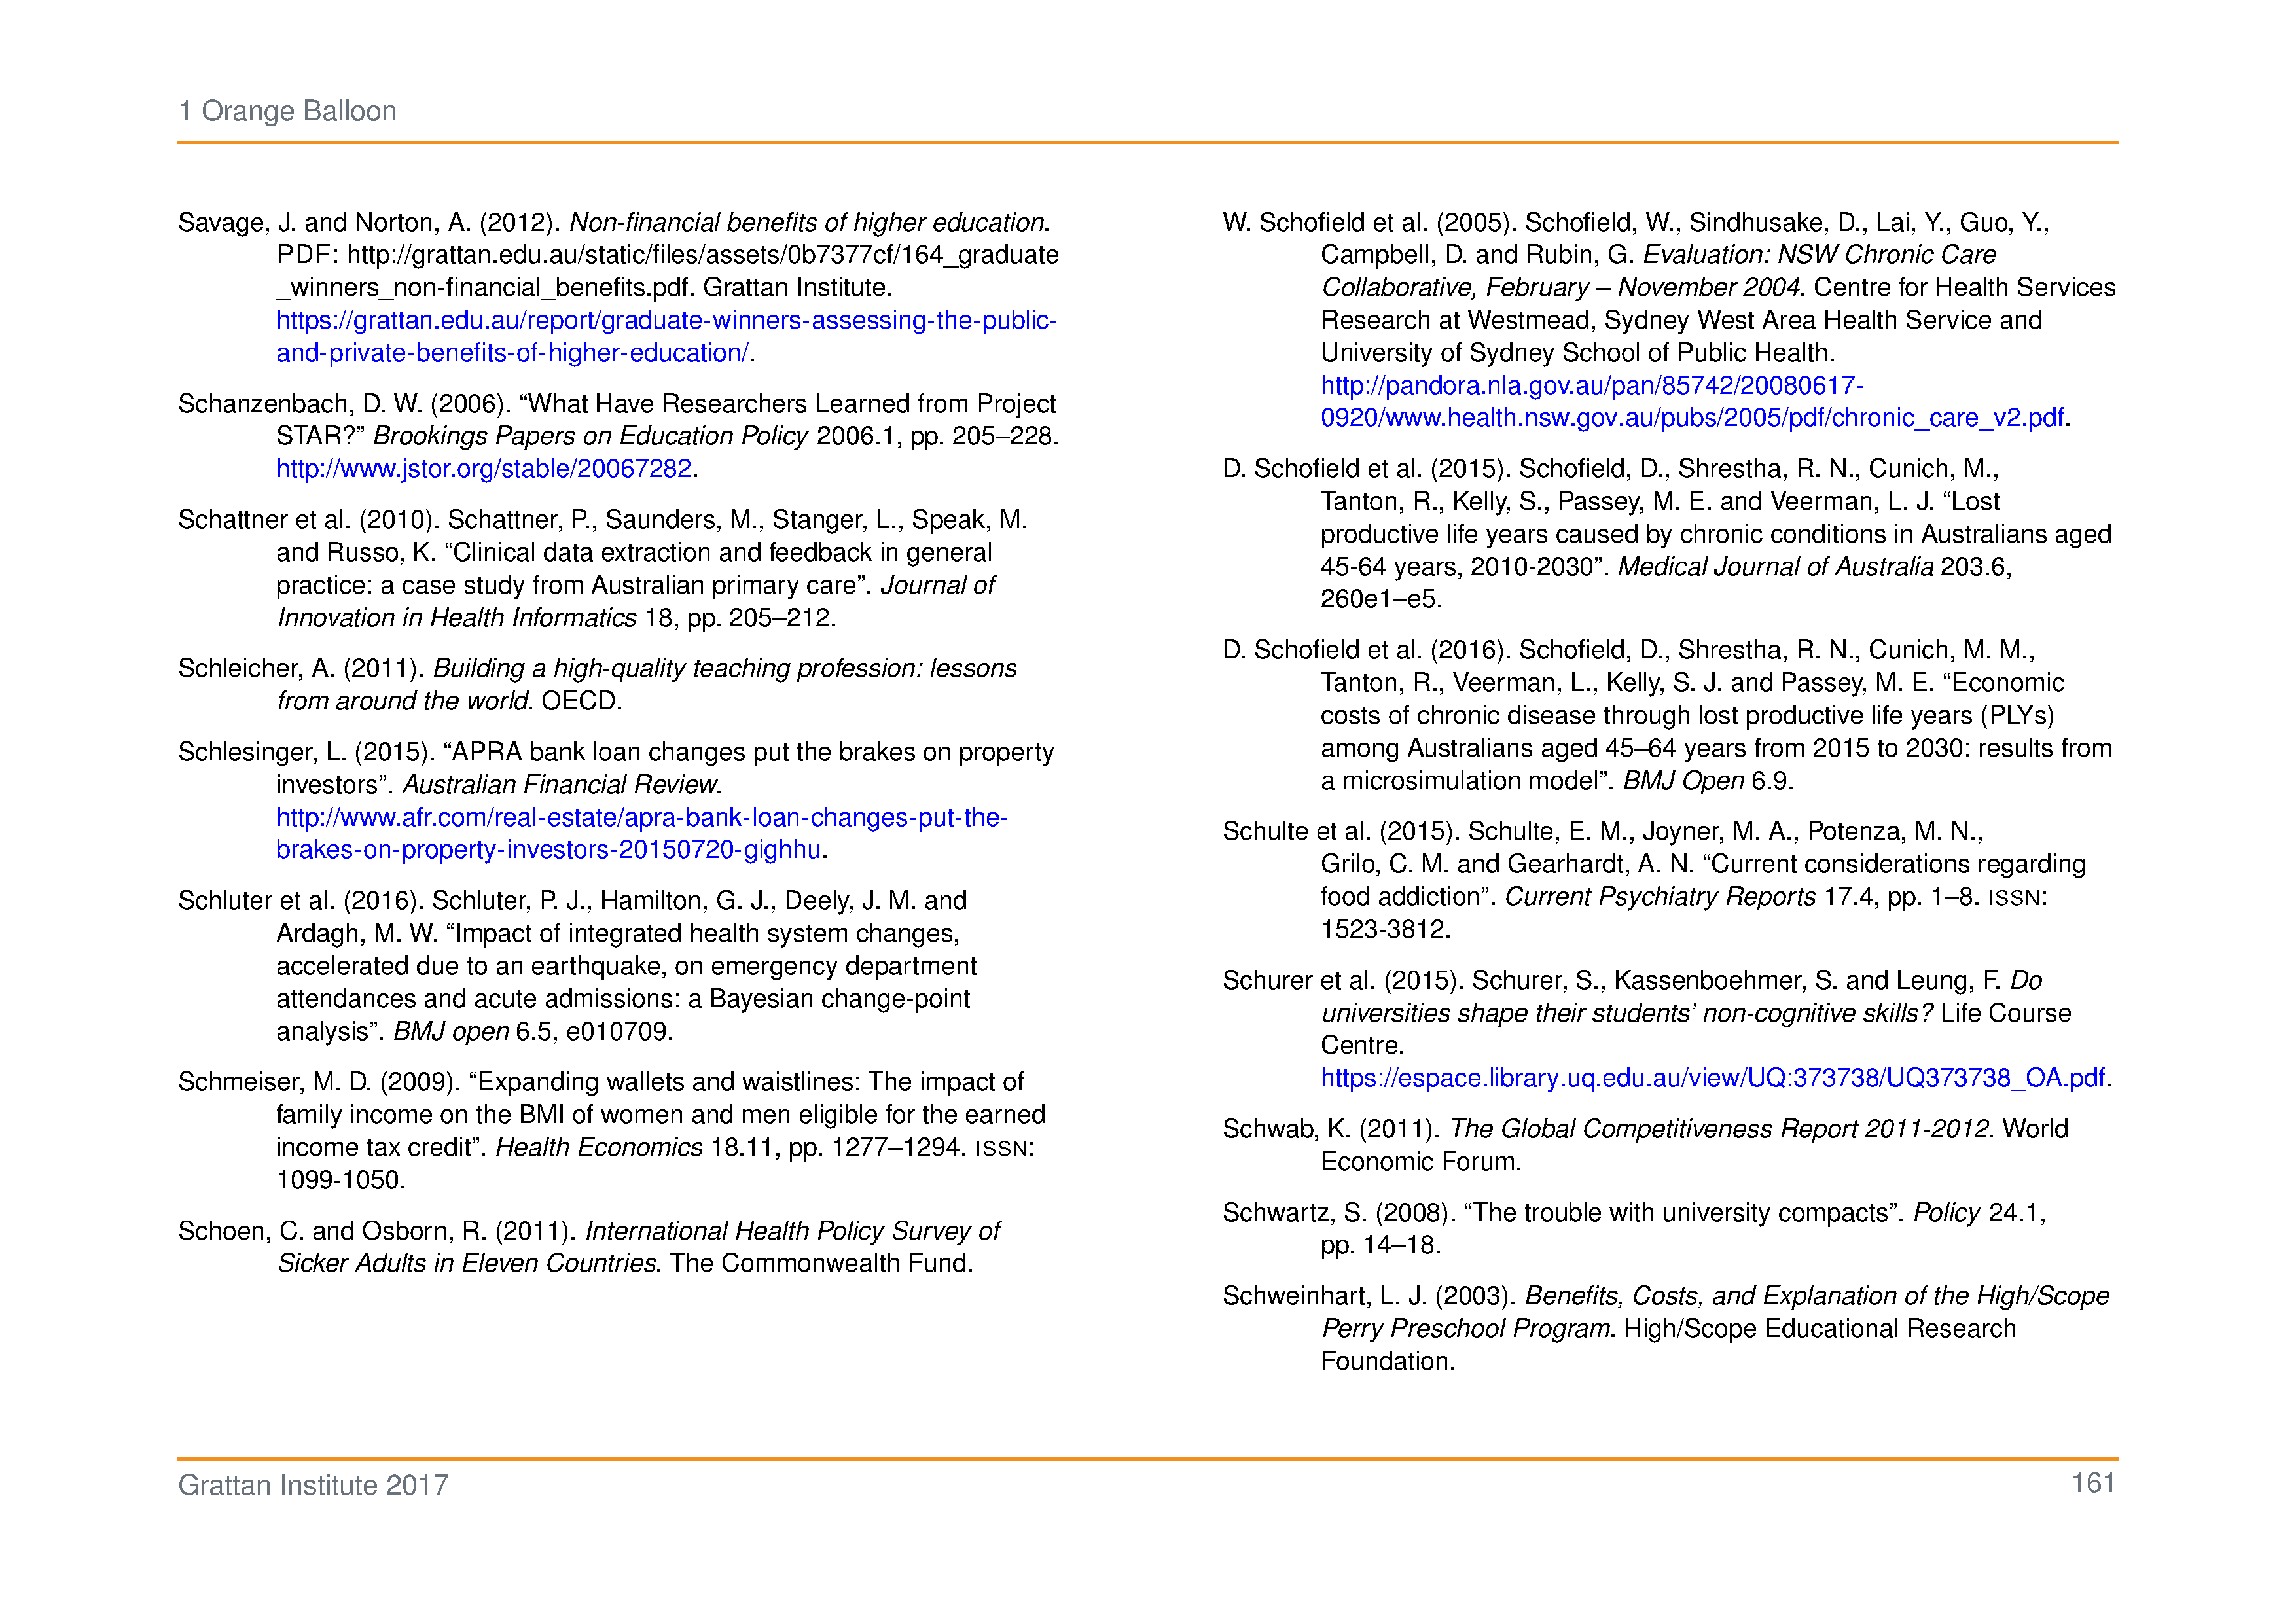 1 Orange Balloon
Savage, J. and Norton, A. (2012). Non-financial benefits of higher education.
PDF: http://grattan.edu.au/static/files/assets/0b7377cf/164_graduate
_winners_non-financial_benefits.pdf. Grattan Institute.
https://grattan.edu.au/report/graduate-winners-assessing-the-public-
and-private-benefits-of-higher-education/.
Schanzenbach, D. W. (2006). “What Have Researchers Learned from Project
STAR?” Brookings Papers on Education Policy 2006.1, pp. 205–228.
http://www.jstor.org/stable/20067282.
Schattner et al. (2010). Schattner, P., Saunders, M., Stanger, L., Speak, M.
and Russo, K. “Clinical data extraction and feedback in general
practice: a case study from Australian primary care”. Journal of
Innovation in Health Informatics 18, pp. 205–212.
Schleicher, A. (2011). Building a high-quality teaching profession: lessons
from around the world. OECD.
Schlesinger, L. (2015). “APRA bank loan changes put the brakes on property
investors”. Australian Financial Review.
http://www.afr.com/real-estate/apra-bank-loan-changes-put-the-
brakes-on-property-investors-20150720-gighhu.
Schluter et al. (2016). Schluter, P. J., Hamilton, G. J., Deely, J. M. and
Ardagh, M. W. “Impact of integrated health system changes,
accelerated due to an earthquake, on emergency department
attendances and acute admissions: a Bayesian change-point
analysis”. BMJ open 6.5, e010709.
Schmeiser, M. D. (2009). “Expanding wallets and waistlines: The impact of
family income on the BMI of women and men eligible for the earned
income tax credit”. Health Economics 18.11, pp. 1277–1294. ISSN:
1099-1050.
Schoen, C. and Osborn, R. (2011). International Health Policy Survey of
Sicker Adults in Eleven Countries. The Commonwealth Fund.
W. Schofield et al. (2005). Schofield, W., Sindhusake, D., Lai, Y., Guo, Y.,
Campbell, D. and Rubin, G. Evaluation: NSW Chronic Care
Collaborative, February – November 2004. Centre for Health Services
Research at Westmead, Sydney West Area Health Service and
University of Sydney School of Public Health.
http://pandora.nla.gov.au/pan/85742/20080617-
0920/www.health.nsw.gov.au/pubs/2005/pdf/chronic_care_v2.pdf.
D. Schofield et al. (2015). Schofield, D., Shrestha, R. N., Cunich, M.,
Tanton, R., Kelly, S., Passey, M. E. and Veerman, L. J. “Lost
productive life years caused by chronic conditions in Australians aged
45-64 years, 2010-2030”. Medical Journal of Australia 203.6,
260e1–e5.
D. Schofield et al. (2016). Schofield, D., Shrestha, R. N., Cunich, M. M.,
Tanton, R., Veerman, L., Kelly, S. J. and Passey, M. E. “Economic
costs of chronic disease through lost productive life years (PLYs)
among Australians aged 45–64 years from 2015 to 2030: results from
a microsimulation model”. BMJ Open 6.9.
Schulte et al. (2015). Schulte, E. M., Joyner, M. A., Potenza, M. N.,
Grilo, C. M. and Gearhardt, A. N. “Current considerations regarding
food addiction”. Current Psychiatry Reports 17.4, pp. 1–8. ISSN:
1523-3812.
Schurer et al. (2015). Schurer, S., Kassenboehmer, S. and Leung, F. Do
universities shape their students’ non-cognitive skills? Life Course
Centre.
https://espace.library.uq.edu.au/view/UQ:373738/UQ373738_OA.pdf.
Schwab, K. (2011). The Global Competitiveness Report 2011-2012. World
Economic Forum.
Schwartz, S. (2008). “The trouble with university compacts”. Policy 24.1,
pp. 14–18.
Schweinhart, L. J. (2003). Benefits, Costs, and Explanation of the High/Scope
Perry Preschool Program. High/Scope Educational Research
Foundation.
Grattan Institute 2017
161